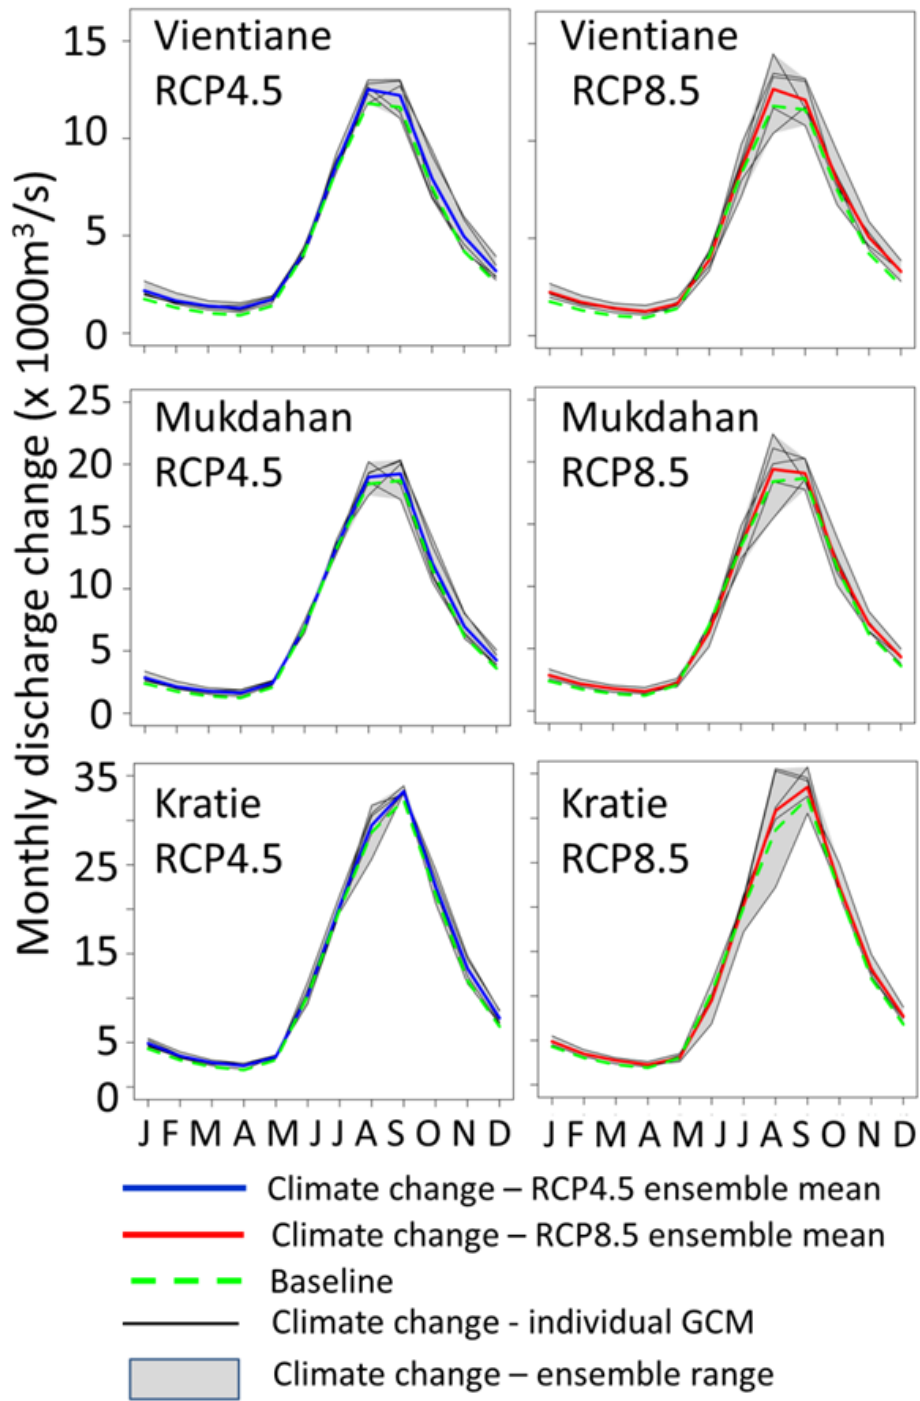 Monthly discharge change (x 1000m³/s)
Vientiane
RCP4.5
15
10
5
0
Vientiane
RCP8.5
Mukdahan
RCP4.5
25
20
15
10
5
0
Mukdahan
RCP8.5
Kratie
RCP4.5
35
25
15
5
0
Kratie
RCP8.5
J F M A M J J A S O N D
J F M A M J J A S O N D
Climate change – RCP4.5 ensemble mean
Climate change – RCP8.5 ensemble mean
Baseline
Climate change - individual GCM
Climate change – ensemble range